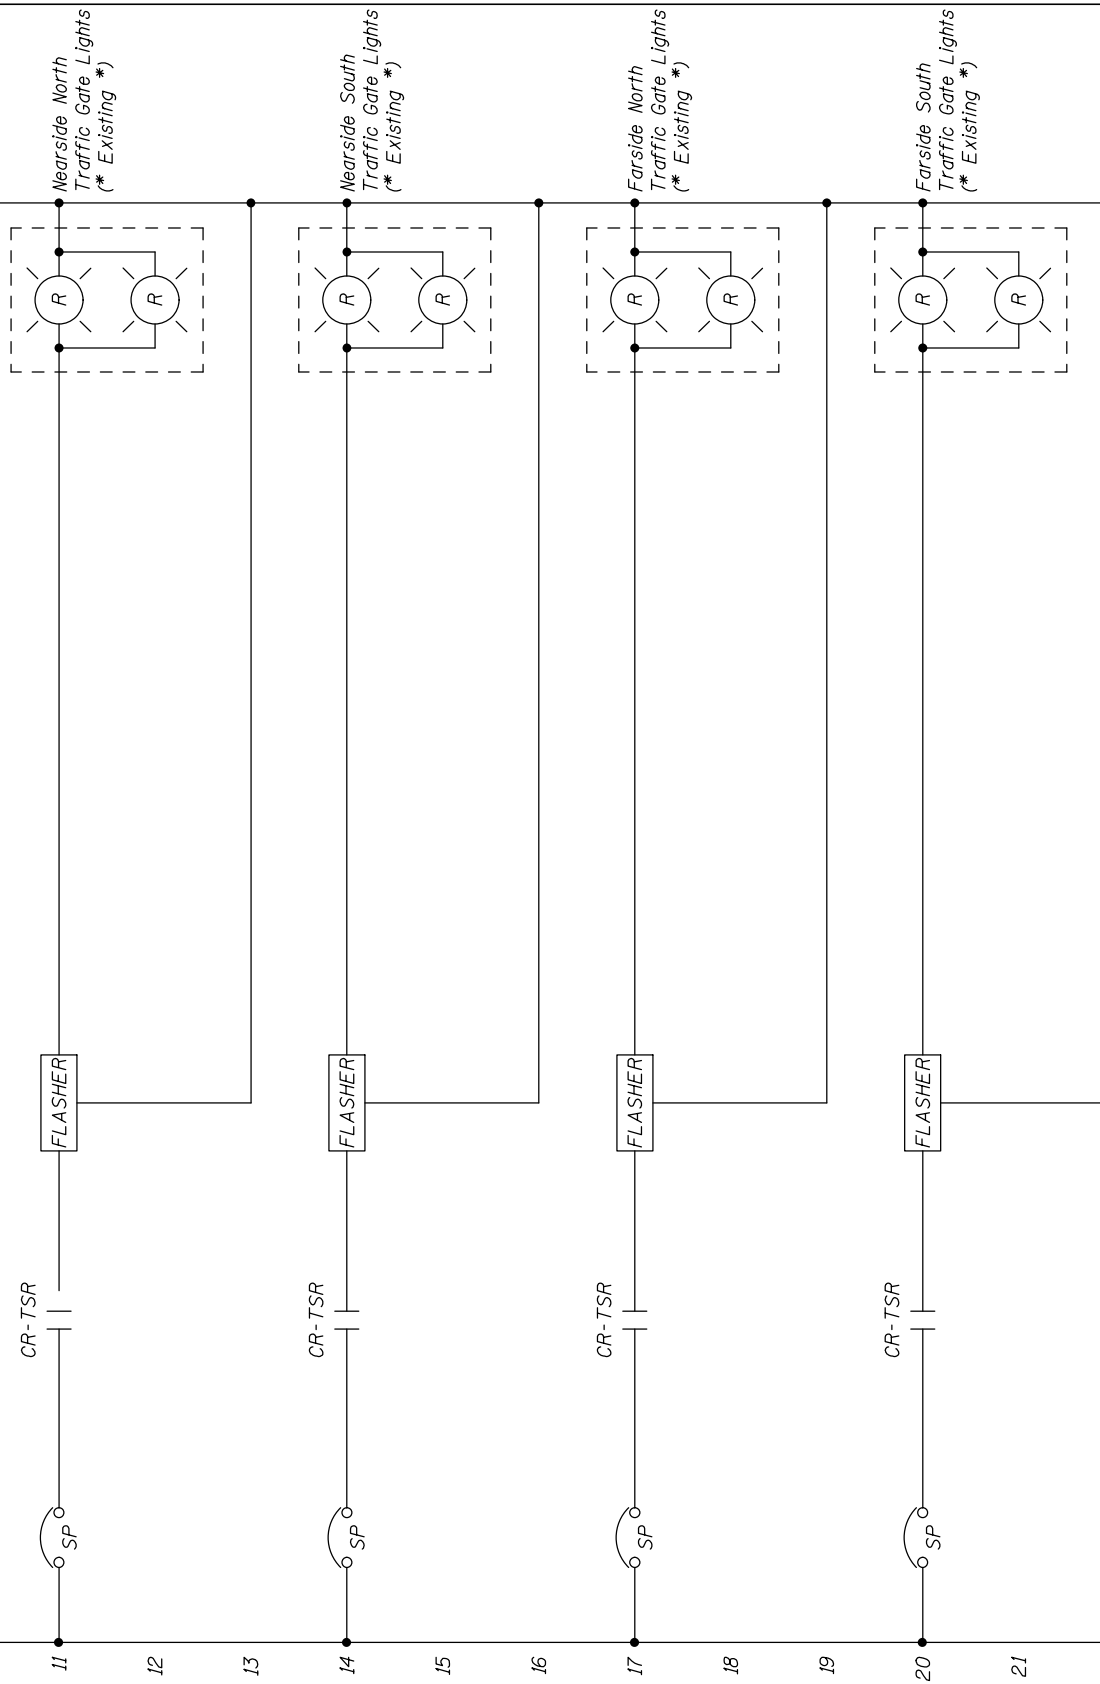 11
SP
CR-TSR
FLASHER
R
Nearside North
Traffic Gate Lights
(* Existing *)
12
R
13
14
SP
CR-TSR
FLASHER
R
Nearside South
Traffic Gate Lights
(* Existing *)
15
R
16
17
SP
CR-TSR
FLASHER
R
Farside North
Traffic Gate Lights
(* Existing *)
18
R
19
20
SP
CR-TSR
FLASHER
R
Farside South
Traffic Gate Lights
(* Existing *)
21
R